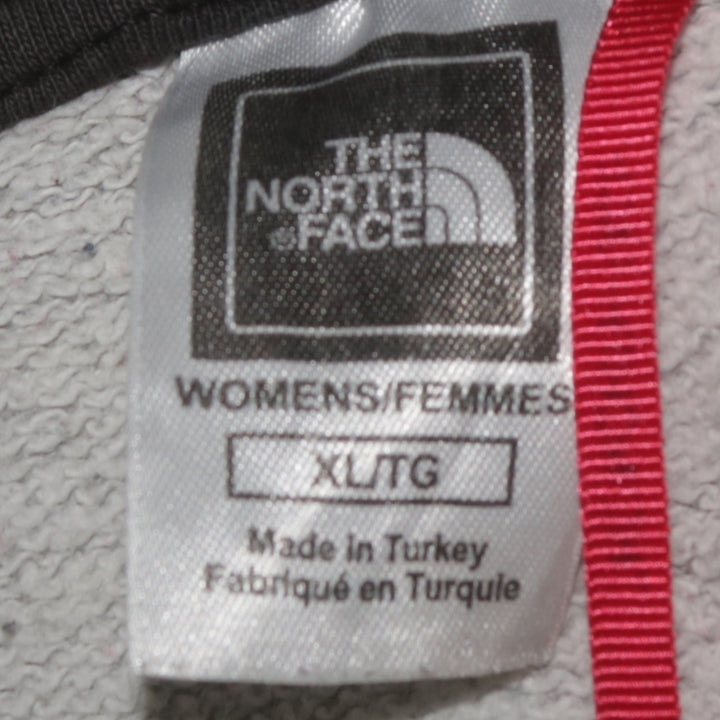 THE
NORTH
FACE
WOMENS/FEMMES
XL/TG
Made in Turkey
Fabriqué en Turquie